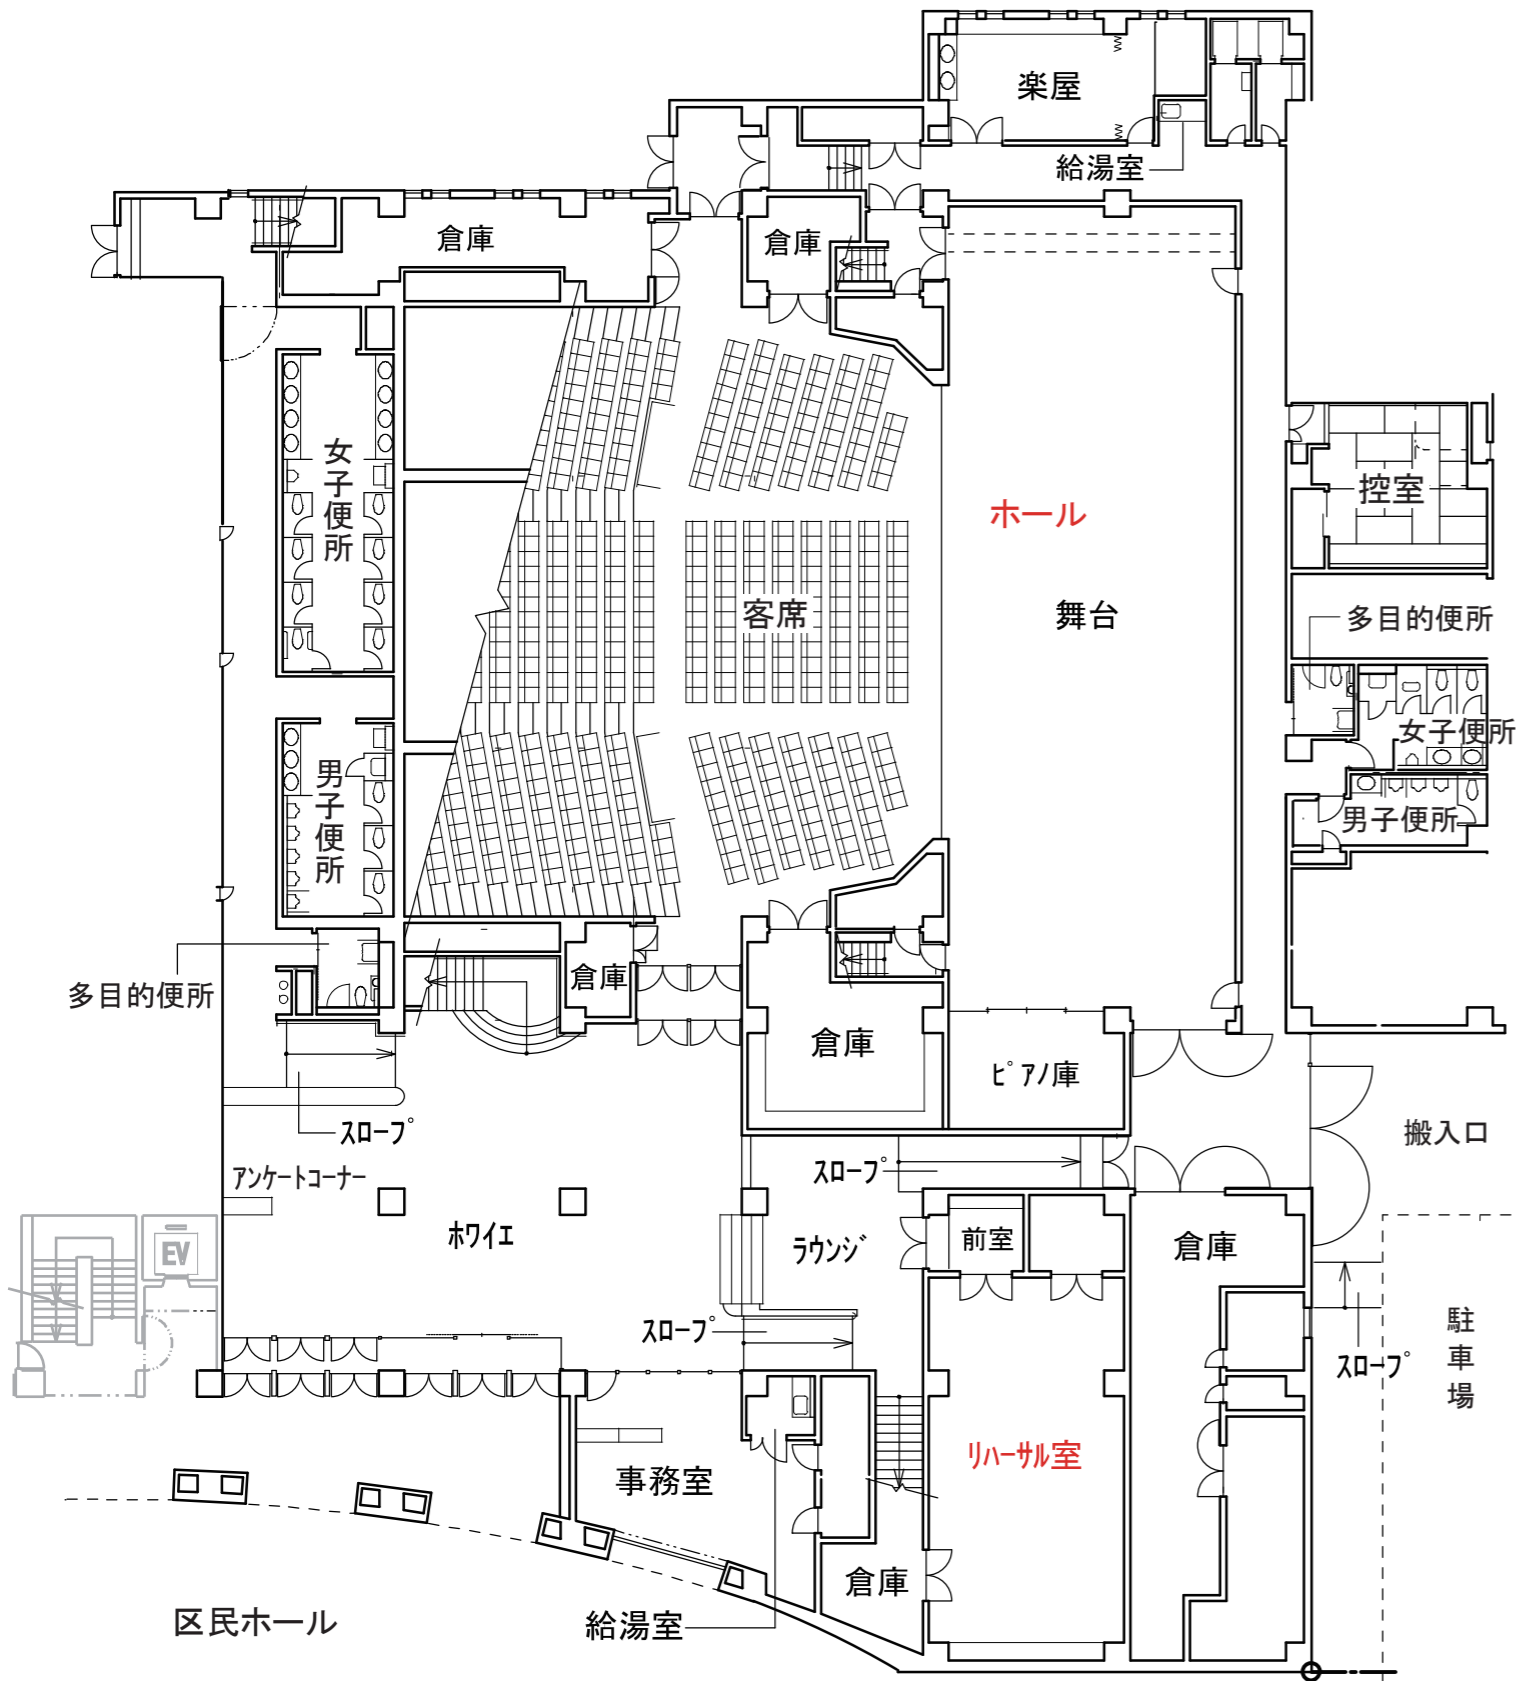 楽屋
給湯室
倉庫
倉庫
女子便所
ホール
控室
客席
舞台
多目的便所
女子便所
男子便所
男子便所
多目的便所
倉庫
倉庫
ﾋﾟｱﾉ庫
ｽﾛｰﾌﾟ
搬入口
ｱﾝｹｰﾄｺｰﾅｰ
ｽﾛｰﾌﾟ
ﾎﾜｲｴ
ﾗｳﾝｼﾞ
前室
倉庫
EV
ｽﾛｰﾌﾟ
駐車場
ｽﾛｰﾌﾟ
ﾘﾊｰｻﾙ室
事務室
倉庫
区民ホール
給湯室